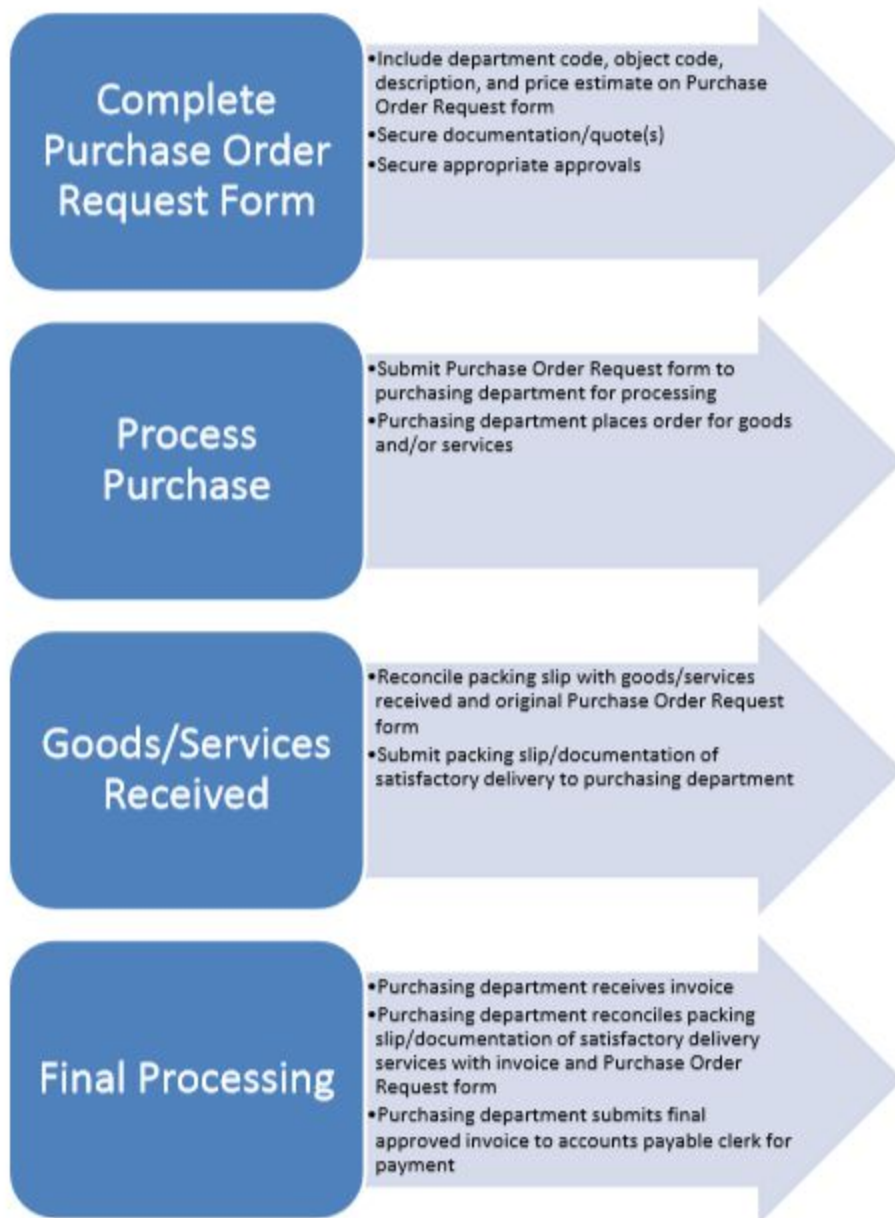 Complete
Purchase Order
Request Form
•Include department code, object code,
description, and price estimate on Purchase
Order Request form
•Secure documentation/quote(s)
•Secure appropriate approvals
Process
Purchase
•Submit Purchase Order Request form to
purchasing department for processing
•Purchasing department places order for goods
and/or services
Goods/Services
Received
•Reconcile packing slip with goods/services
received and original Purchase Order Request
form
•Submit packing slip/documentation of
satisfactory delivery to purchasing department
Final Processing
•Purchasing department receives invoice
•Purchasing department reconciles packing
slip/documentation of satisfactory delivery
services with invoice and Purchase Order
Request form
•Purchasing department submits final
approved invoice to accounts payable clerk for
payment